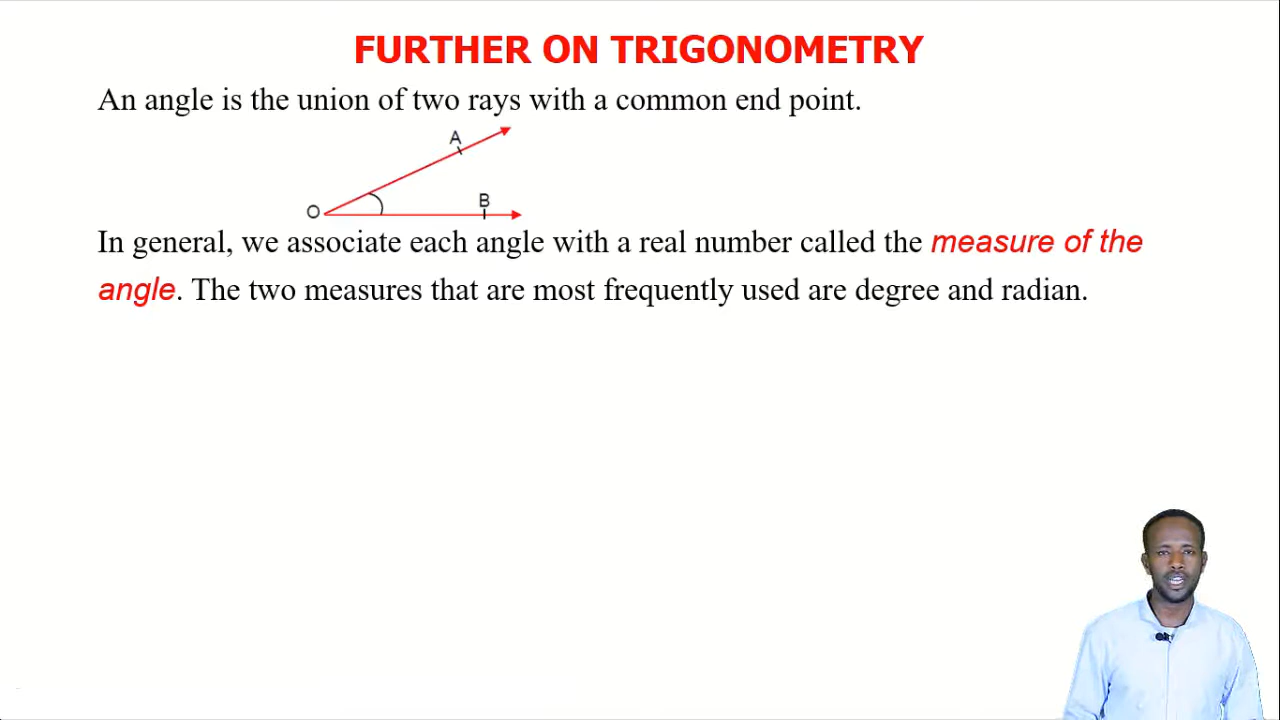 FURTHER ON TRIGONOMETRY
An angle is the union of two rays with a common end point.
A
B
O
In general, we associate each angle with a real number called the measure of the
angle. The two measures that are most frequently used are degree and radian.